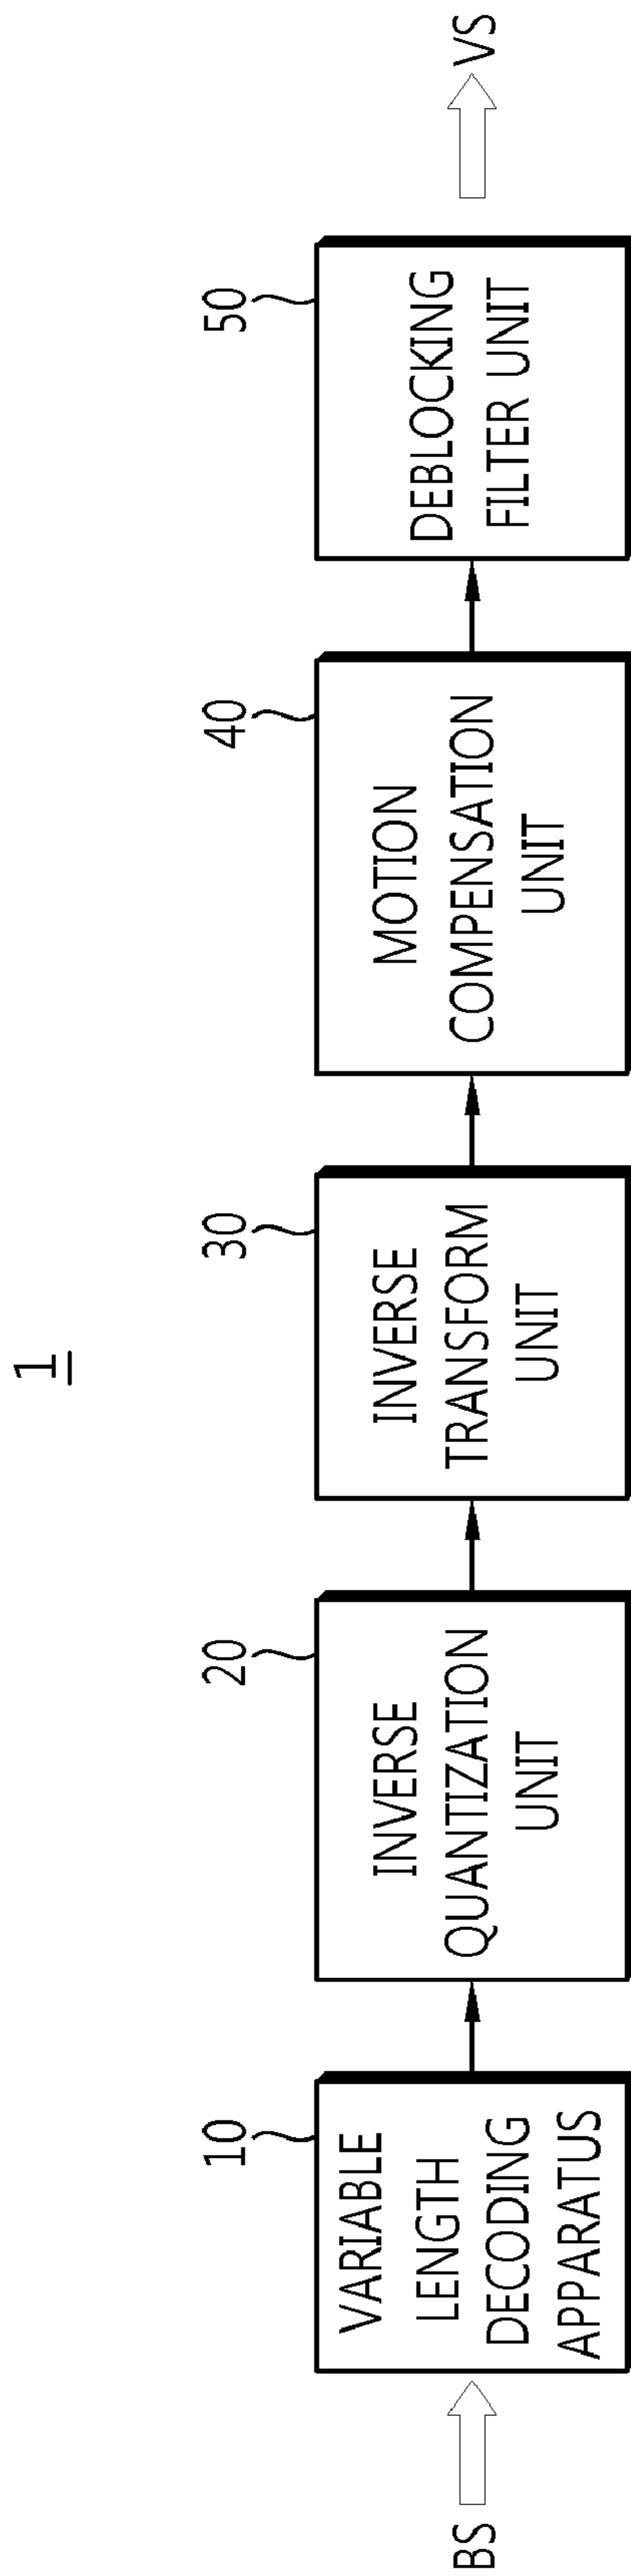 1
BS
10
VARIABLE
LENGTH
DECODING
APPARATUS
20
INVERSE
QUANTIZATION
UNIT
30
INVERSE
TRANSFORM
UNIT
40
MOTION
COMPENSATION
UNIT
50
DEBLOCKING
FILTER UNIT
VS